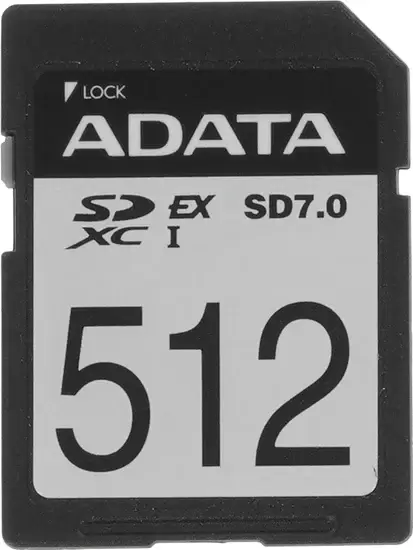 LOCK
ADATA
SD EX SD7.0
XC I
512